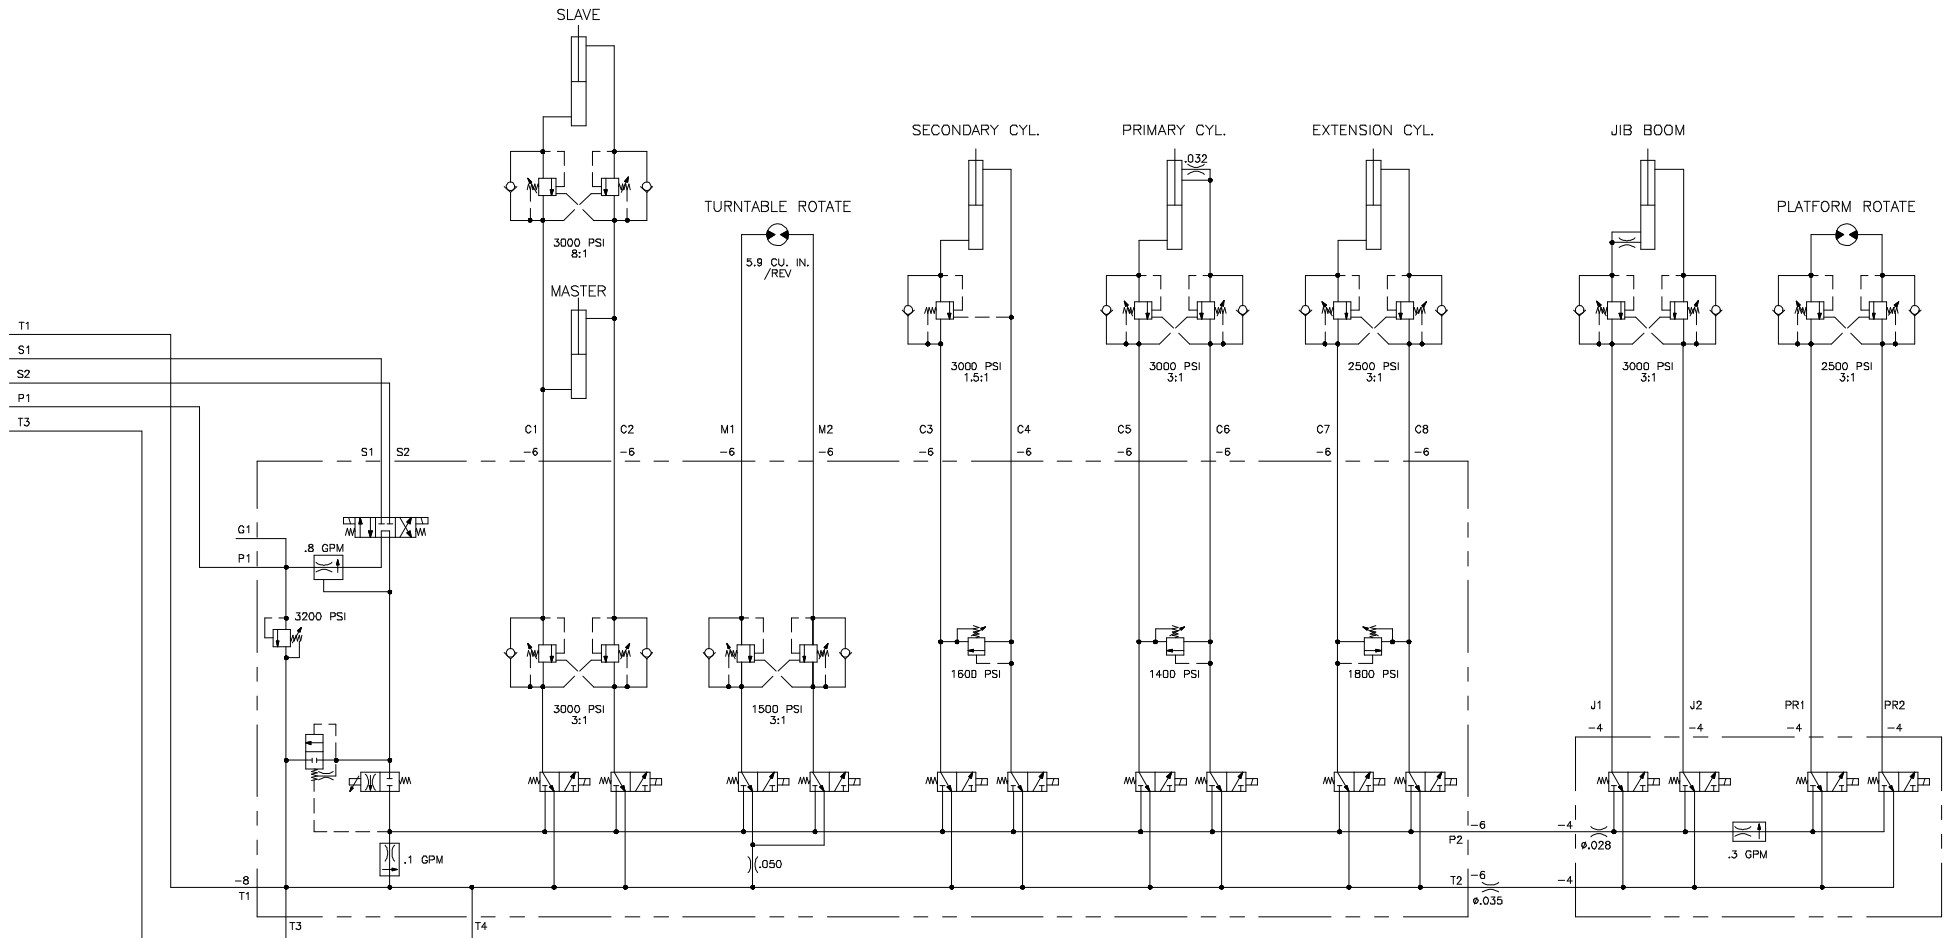 SLAVE
SECONDARY CYL.
PRIMARY CYL.
EXTENSION CYL.
JIB BOOM
.032
TURNTABLE ROTATE
PLATFORM ROTATE
3000 PSI
8:1
5.9 CU. IN.
/REV
MASTER
T1
S1
S2
P1
T3
3000 PSI
1.5:1
3000 PSI
3:1
2500 PSI
3:1
3000 PSI
3:1
2500 PSI
3:1
C1
C2
M1
M2
C3
C4
C5
C6
C7
C8
S1
S2
-6
-6
-6
-6
-6
-6
-6
-6
-6
-6
G1
.8 GPM
P1
3200 PSI
1600 PSI
1400 PSI
1800 PSI
3000 PSI
3:1
1500 PSI
3:1
J1
J2
PR1
PR2
-4
-4
-4
-4
-6
-4
P2
ø.028
.3 GPM
.1 GPM
.050
-8
T1
T2
-6
-4
ø.035
T3
T4